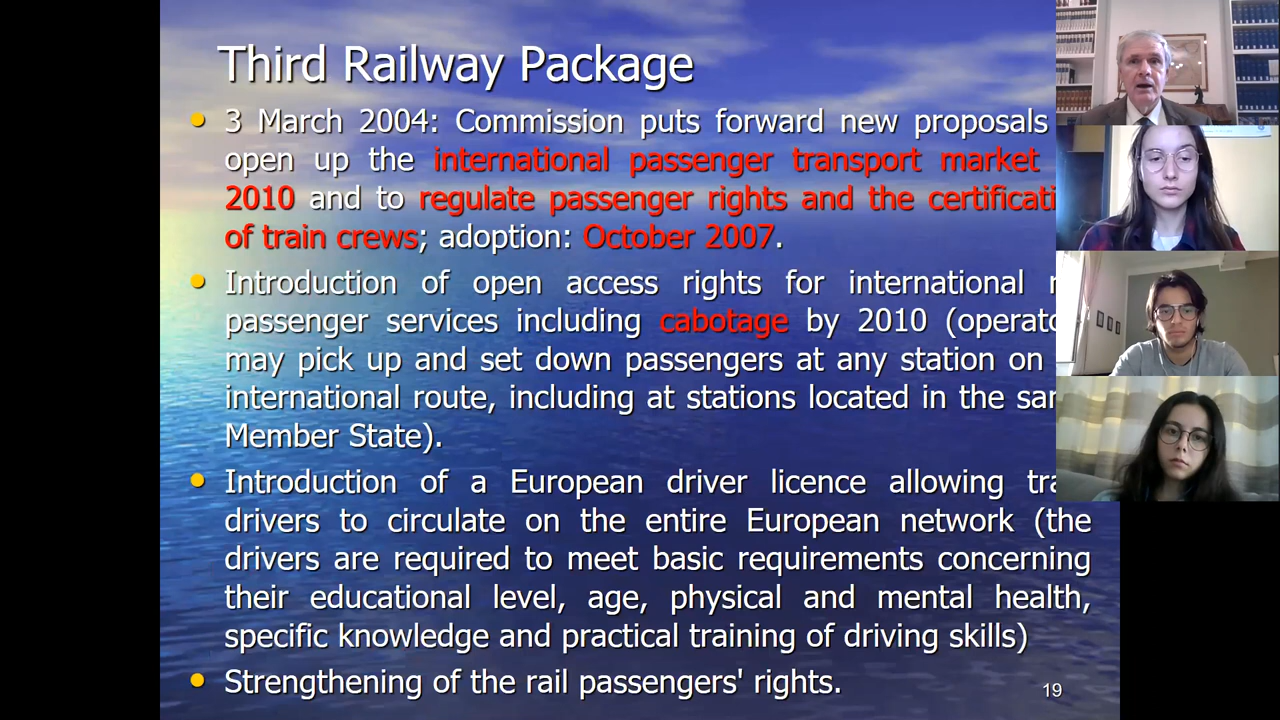 Third Railway Package
• 3 March 2004: Commission puts forward new proposals
open up the international passenger transport market
2010 and to regulate passenger rights and the certificati
of train crews; adoption: October 2007.
• Introduction of open access rights for international
passenger services including cabotage by 2010 (operato
may pick up and set down passengers at any station on
international route, including at stations located in the sam
Member State).
• Introduction of a European driver licence allowing tra
drivers to circulate on the entire European network (the
drivers are required to meet basic requirements concerning
their educational level, age, physical and mental health,
specific knowledge and practical training of driving skills)
• Strengthening of the rail passengers' rights.
19